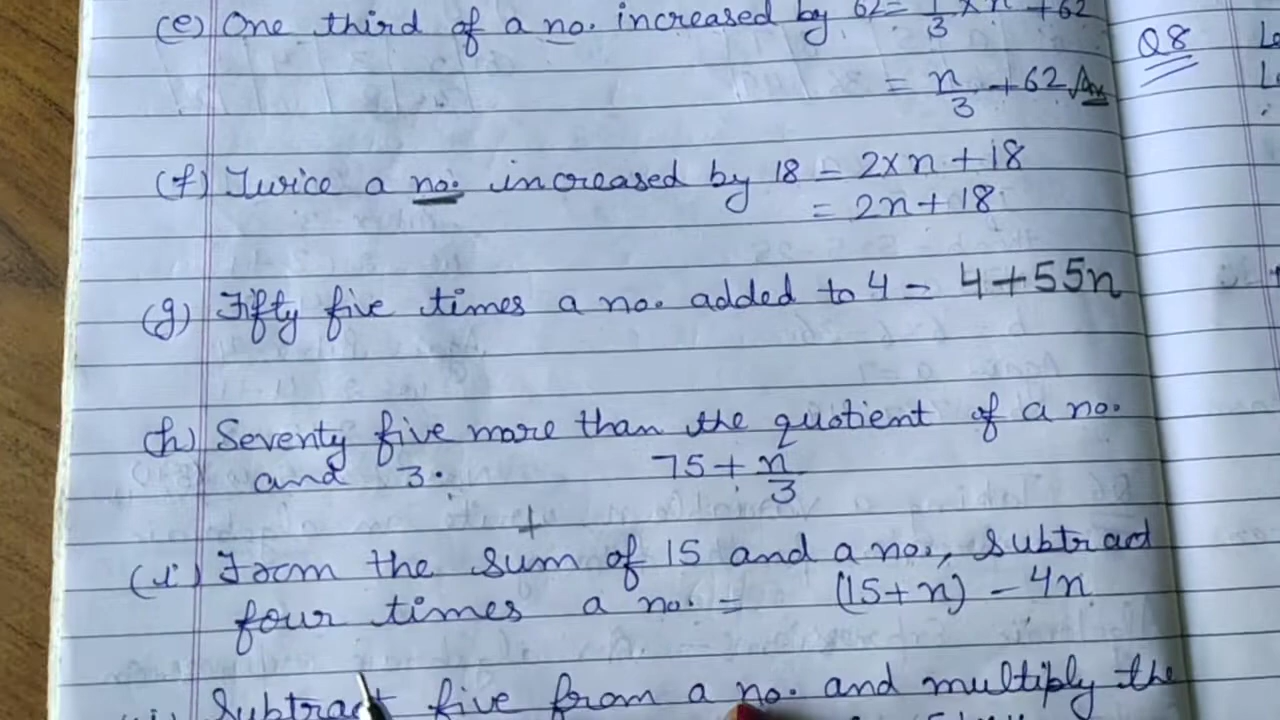 (e) One third of a no. increased by 62 = 1/3 × n + 62
= n/3 + 62 Ans
(f) Twice a no. increased by 18 = 2×n + 18
= 2n + 18
(g) Fifty five times a no. added to 4 = 4+55n
(h) Seventy five more than the quotient of a no.
and 3. 75 + n/3
+
(i) From the sum of 15 and a no., subtract
four times a no. = (15+n) - 4n
Subtract five from a no. and multiply the
Q8